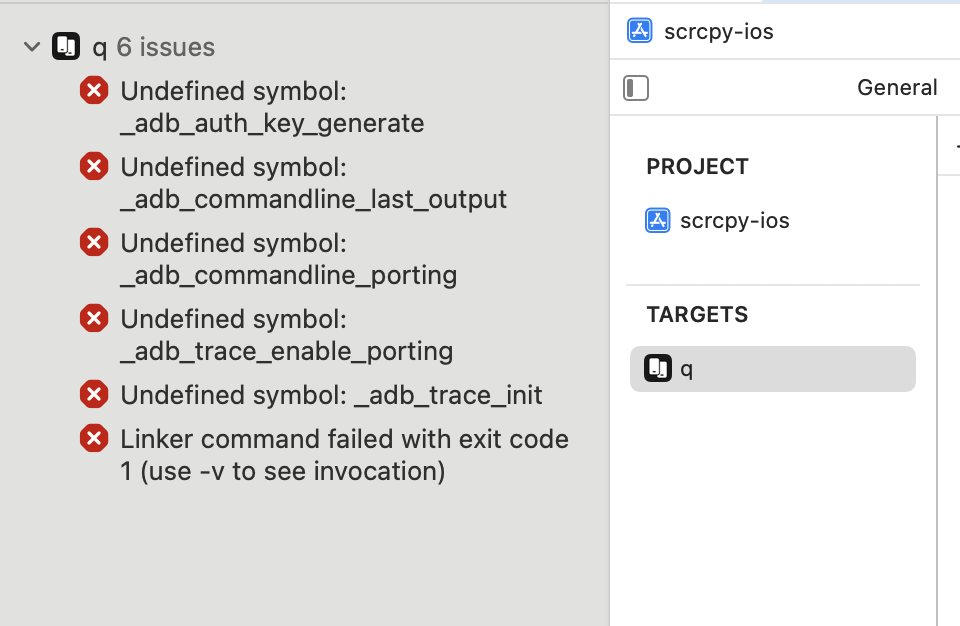 q 6 issues
Undefined symbol:
_adb_auth_key_generate
Undefined symbol:
_adb_commandline_last_output
Undefined symbol:
_adb_commandline_porting
Undefined symbol:
_adb_trace_enable_porting
Undefined symbol: _adb_trace_init
Linker command failed with exit code
1 (use -v to see invocation)
scrcpy-ios
General
PROJECT
scrcpy-ios
TARGETS
q